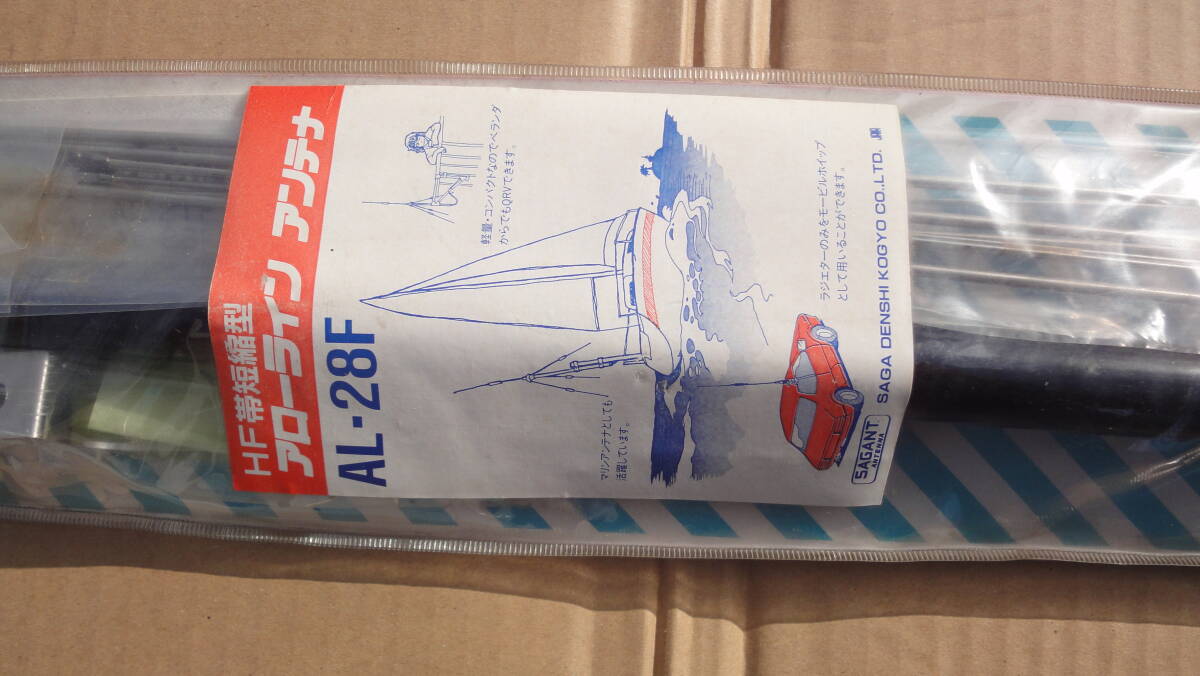 HF帯短縮型
アローライン アンテナ
AL-28F
軽量・コンパクトなのでベランダ
からでもQRVできます。
マリンアンテナとしても
活躍しています。
ラジエターのみをモービルホイップ
として用いることができます。
SAGANT
ANTENNA
SAGA DENSHI KOGYO CO.,LTD.